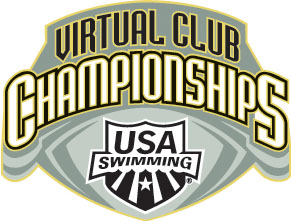 VIRTUAL CLUB
CHAMPIONSHIPS
USA
SWIMMING
®